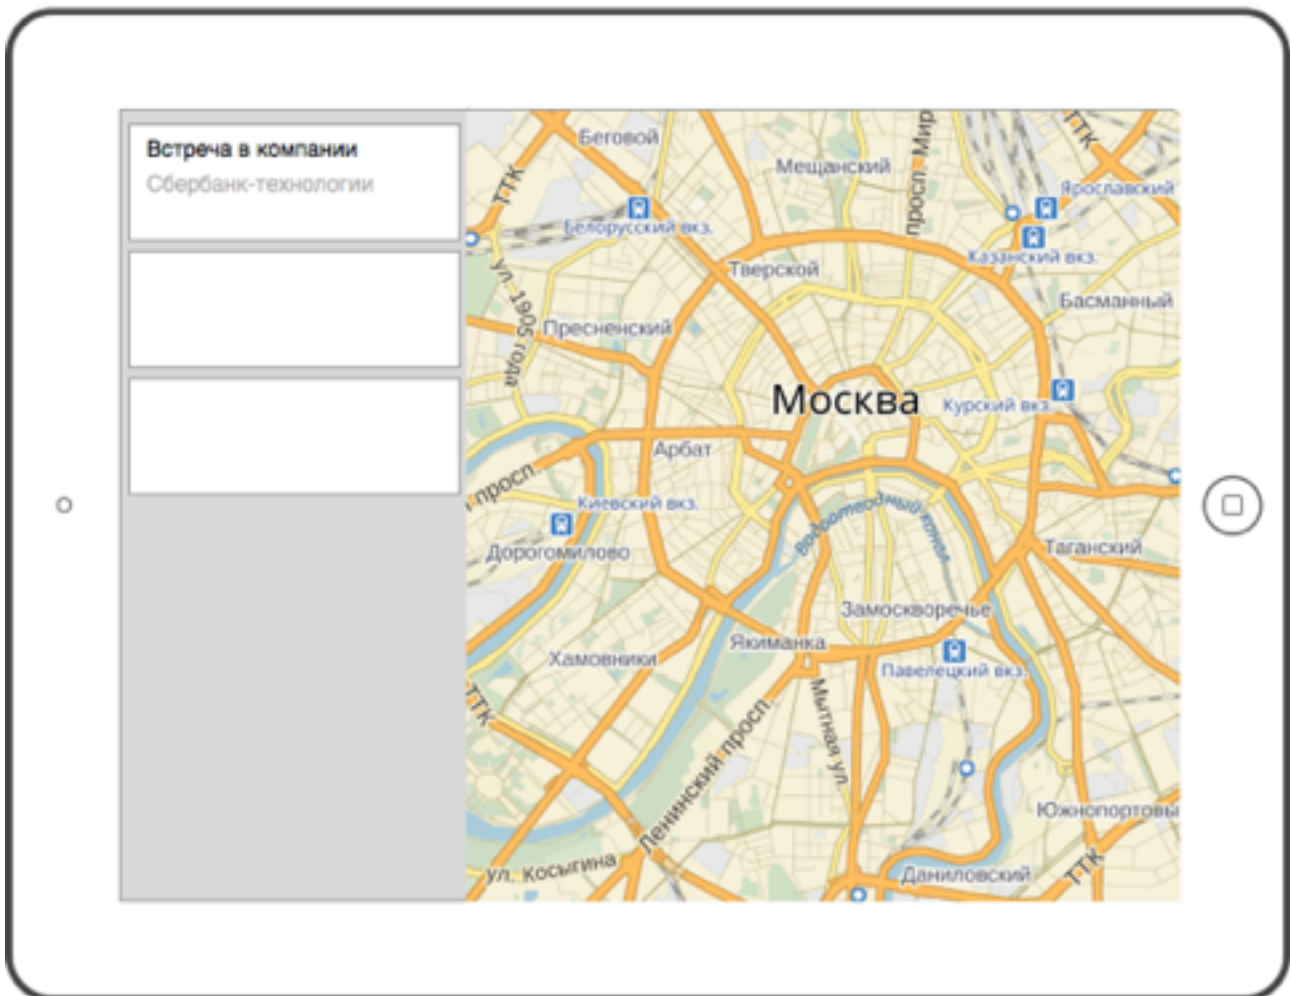 Встреча в компании
Сбербанк-технологии
ТТК
Беговой
Мещанский
просп. Мир
ТТК
Ярославский
Белорусский вкз.
Казанский вкз.
Тверской
Басманный
ул. 1905 года
Пресненский
Москва
Курский вкз.
Арбат
просп.
Киевский вкз.
Водоотводный канал
Дорогомилово
Таганский
Замоскворечье
Якиманка
Хамовники
Павелецкий вкз.
ТТК
Мытная ул.
Ленинский просп.
Южнопортовы
ул. Косыгина
Даниловский
ТТК